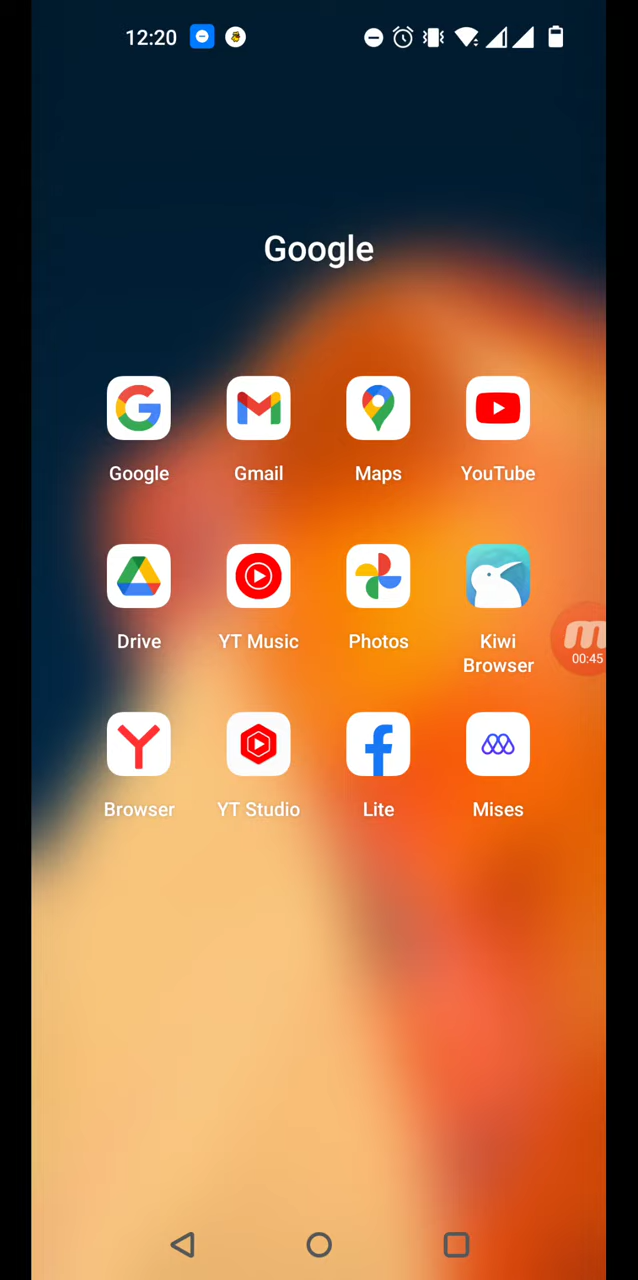 12:20
Google
Google Gmail Maps YouTube
Drive YT Music Photos Kiwi Browser
00:45
Browser YT Studio Lite Mises